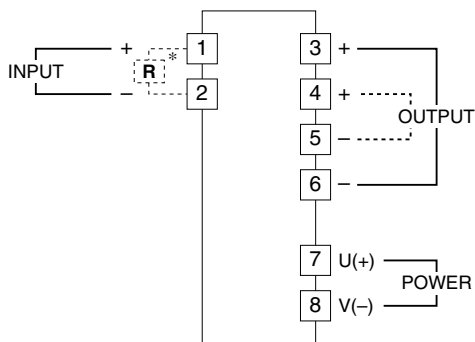 + 1 3 +
INPUT R *
– 2 4 +
OUTPUT
5 –
6 –
7 U(+)
POWER
8 V(–)